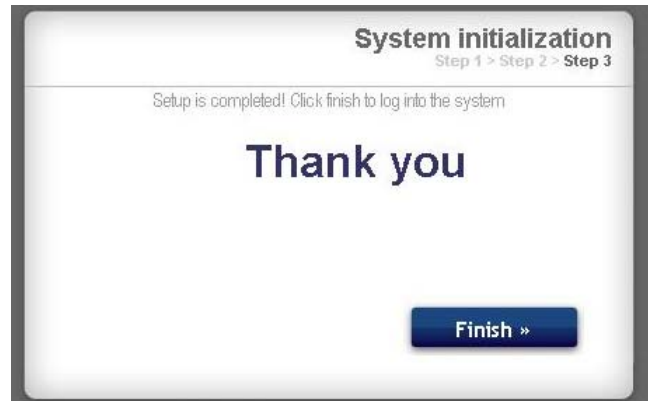 System initialization
Step 1 > Step 2 > Step 3
Setup is completed! Click finish to log into the system
Thank you
Finish »